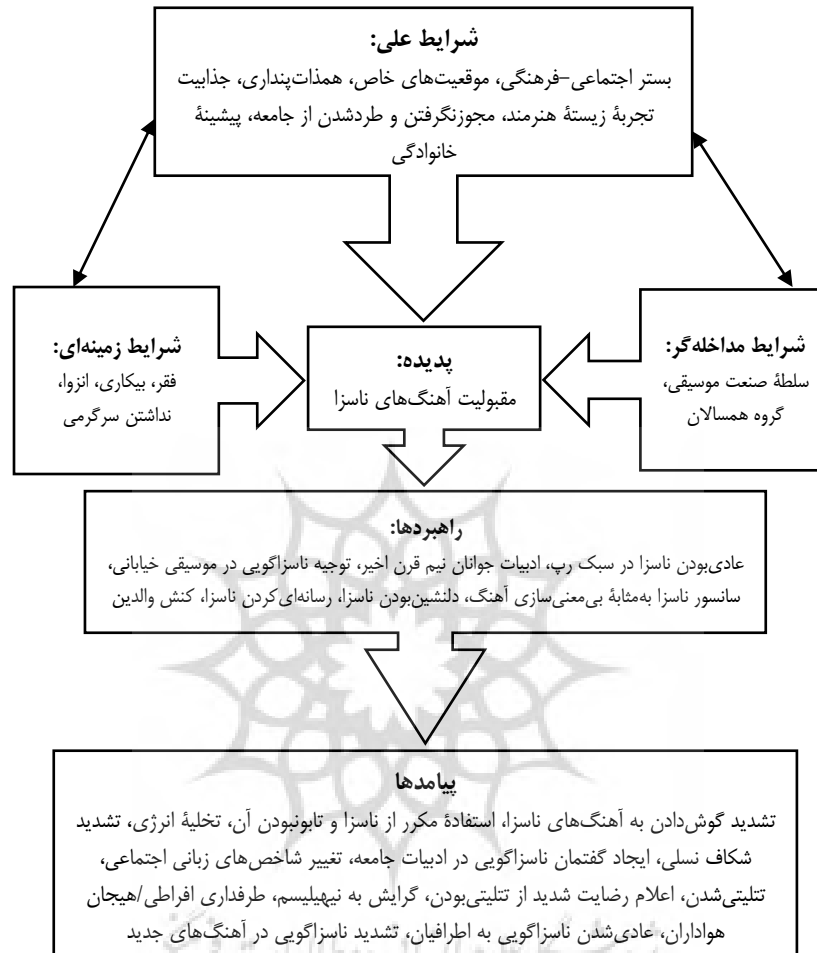 شرایط علی:
بستر اجتماعی-فرهنگی، موقعیت‌های خاص، همذات‌پنداری، جذابیت
تجربهٔ زیستهٔ هنرمند، مجوزنگرفتن و طردشدن از جامعه، پیشینهٔ
خانوادگی
شرایط مداخله‌گر:
سلطهٔ صنعت موسیقی،
گروه همسالان
پدیده:
مقبولیت آهنگ‌های ناسزا
شرایط زمینه‌ای:
فقر، بیکاری، انزوا،
نداشتن سرگرمی
راهبردها:
عادی‌بودن ناسزا در سبک رپ، ادبیات جوانان نیم قرن اخیر، توجیه ناسزاگویی در موسیقی خیابانی،
سانسور ناسزا به‌مثابهٔ بی‌معنی‌سازی آهنگ، دلنشین‌بودن ناسزا، رسانه‌ای‌کردن ناسزا، کنش والدین
پیامدها
تشدید گوش‌دادن به آهنگ‌های ناسزا، استفادهٔ مکرر از ناسزا و تابونبودن آن، تخلیهٔ انرژی، تشدید
شکاف نسلی، ایجاد گفتمان ناسزاگویی در ادبیات جامعه، تغییر شاخص‌های زبانی اجتماعی،
تتلیتی‌شدن، اعلام رضایت شدید از تتلیتی‌بودن، گرایش به نیهیلیسم، طرفداری افراطی/هیجان
هواداران، عادی‌شدن ناسزاگویی به اطرافیان، تشدید ناسزاگویی در آهنگ‌های جدید